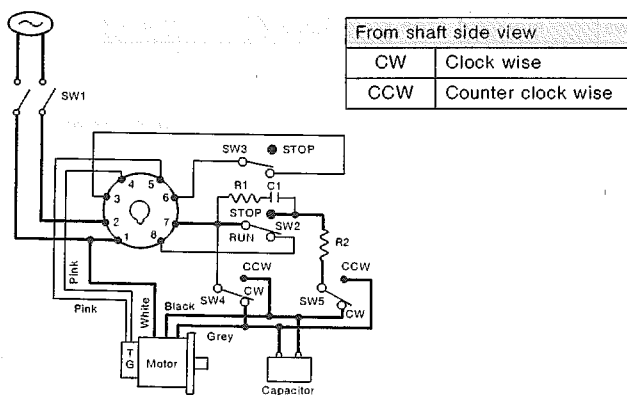 From shaft side view
CW Clock wise
CCW Counter clock wise
SW1
SW3
STOP
4 5
3 6
2 7
1 8
R1 C1
STOP
SW2
RUN
R2
CCW
CCW
SW4
CW
SW5
CW
Pink
Pink
White
Black
Grey
TG
Motor
Capacitor